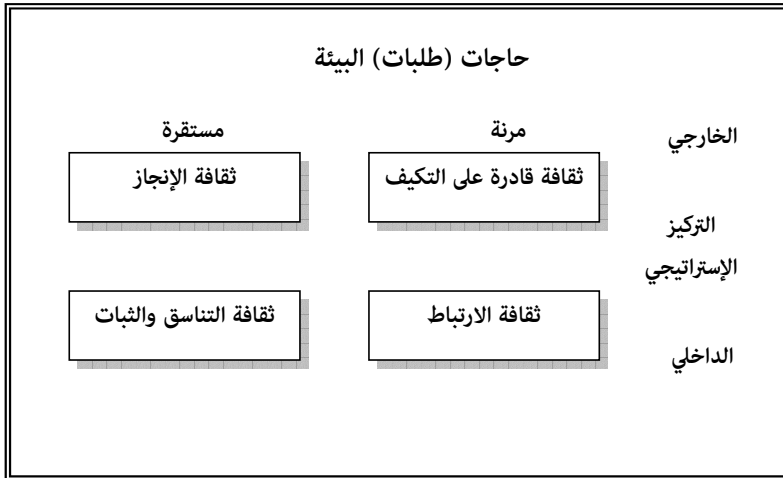 حاجات (طلبات) البيئة
الخارجي
مرنة
مستقرة
ثقافة قادرة على التكيف
ثقافة الإنجاز
التركيز
الإستراتيجي
ثقافة الارتباط
ثقافة التناسق والثبات
الداخلي